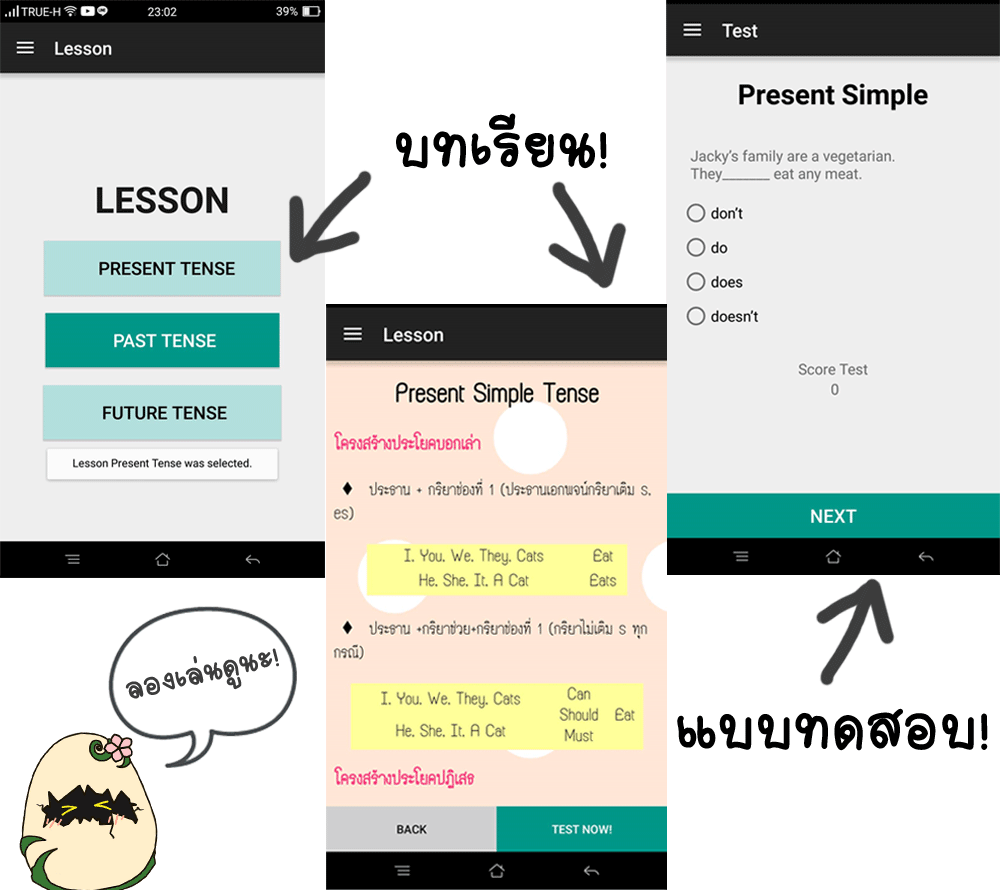 TRUE-H 23:02 39%
Lesson
LESSON
PRESENT TENSE
PAST TENSE
FUTURE TENSE
Lesson Present Tense was selected.
บทเรียน!
Lesson
Present Simple Tense
โครงสร้างประโยคบอกเล่า
♦ ประธาน + กริยาช่องที่ 1 (ประธานเอกพจน์กริยาเติม s,
es)
I, You, We, They, Cats Eat
He, She, It, A Cat Eats
♦ ประธาน +กริยาช่วย+กริยาช่องที่ 1 (กริยาไม่เติม s ทุก
กรณี)
I, You, We, They, Cats
He, She, It, A Cat
Can
Should Eat
Must
โครงสร้างประโยคปฏิเสธ
BACK TEST NOW!
Test
Present Simple
Jacky's family are a vegetarian.
They_______ eat any meat.
don't
do
does
doesn't
Score Test
0
NEXT
แบบทดสอบ!
ลองเล่นดูนะ!